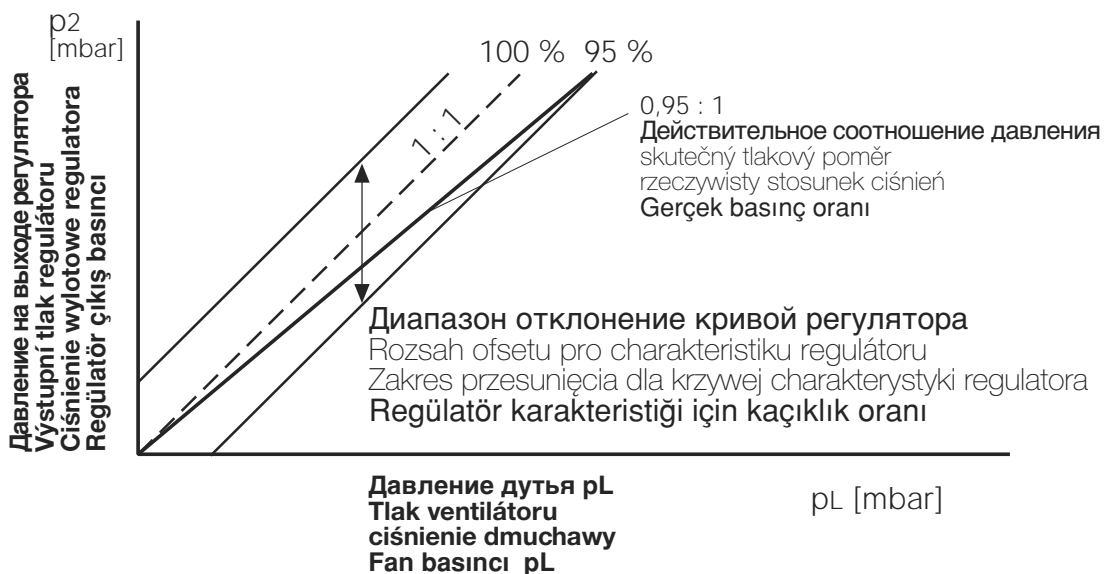 p2
[mbar]
Давление на выходе регулятора
Výstupní tlak regulátoru
Ciśnienie wylotowe regulatora
Regülatör çıkış basıncı
100 % 95 %
1 : 1
0,95 : 1
Действительное соотношение давления
skutečný tlakový poměr
rzeczywisty stosunek ciśnień
Gerçek basınç oranı
Диапазон отклонение кривой регулятора
Rozsah ofsetu pro charakteristiku regulátoru
Zakres przesunięcia dla krzywej charakterystyki regulatora
Regülatör karakteristiği için kaçıklık oranı
Давление дутья pL
Tlak ventilátoru
ciśnienie dmuchawy
Fan basıncı pL
pL [mbar]